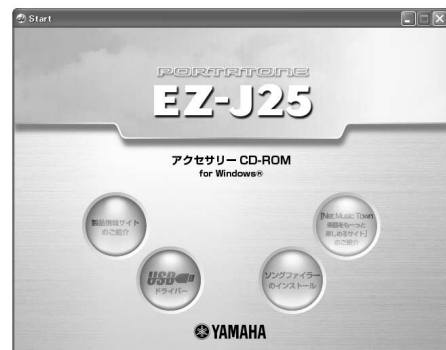 Start
PORTATONE
EZ-J25
アクセサリー CD-ROM
for Windows®
製品情報サイト
のご紹介
USB
ドライバー
ソングファイラー
のインストール
[Net Music Town
楽器をもーっと
楽しめるサイト]
のご紹介
YAMAHA